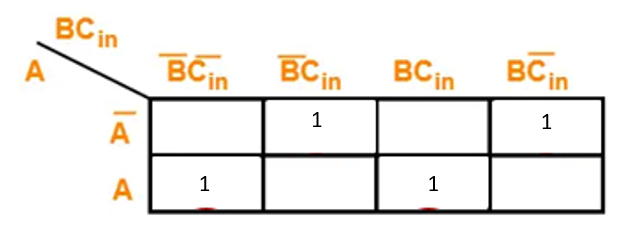 BCin
A
B̅C̅in B̅Cin BCin BC̅in
A̅ 1 1
A 1 1